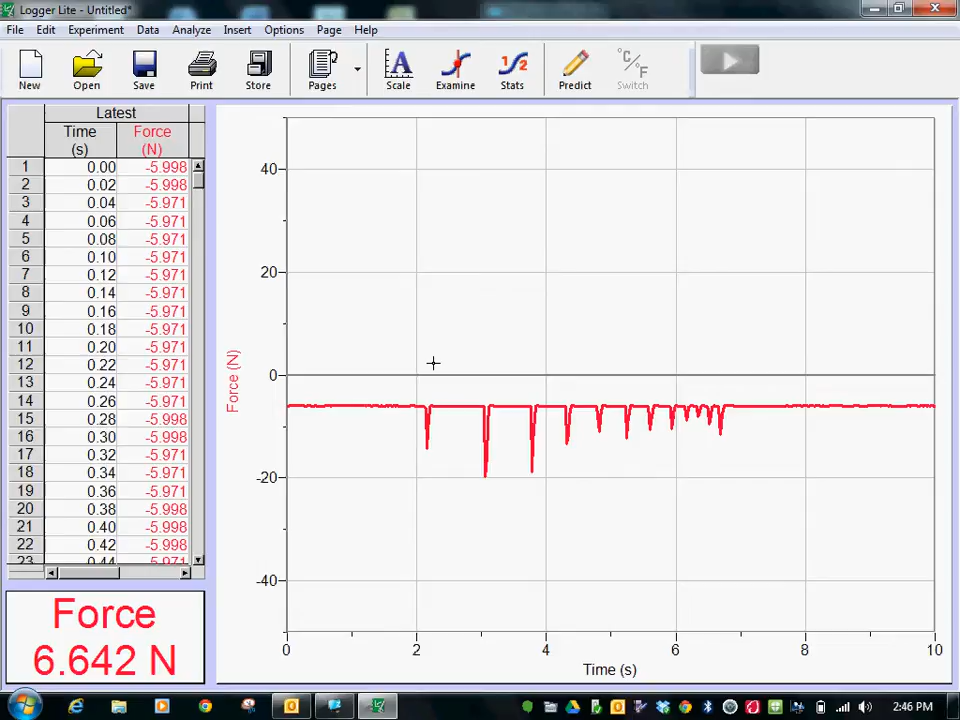 Logger Lite - Untitled*
File Edit Experiment Data Analyze Insert Options Page Help
New Open Save Print Store Pages Scale Examine Stats Predict Switch
Latest
Time Force
(s) (N)
1 0.00 -5.998
2 0.02 -5.998
3 0.04 -5.971
4 0.06 -5.971
5 0.08 -5.971
6 0.10 -5.971
7 0.12 -5.971
8 0.14 -5.971
9 0.16 -5.971
10 0.18 -5.971
11 0.20 -5.971
12 0.22 -5.971
13 0.24 -5.971
14 0.26 -5.971
15 0.28 -5.998
16 0.30 -5.998
17 0.32 -5.971
18 0.34 -5.971
19 0.36 -5.971
20 0.38 -5.998
21 0.40 -5.998
22 0.42 -5.998
23 0.44 -5.971
Force
6.642 N
40
20
0
-20
-40
Force (N)
0 2 4 6 8 10
Time (s)
2:46 PM